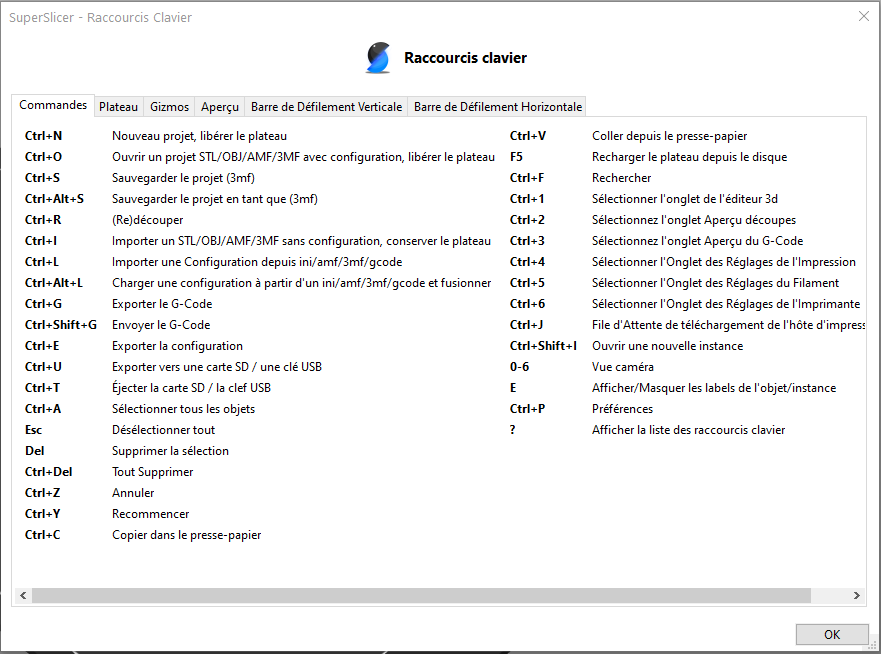 SuperSlicer - Raccourcis Clavier
Raccourcis clavier
Commandes Plateau Gizmos Aperçu Barre de Défilement Verticale Barre de Défilement Horizontale
Ctrl+N Nouveau projet, libérer le plateau
Ctrl+O Ouvrir un projet STL/OBJ/AMF/3MF avec configuration, libérer le plateau
Ctrl+S Sauvegarder le projet (3mf)
Ctrl+Alt+S Sauvegarder le projet en tant que (3mf)
Ctrl+R (Re)découper
Ctrl+I Importer un STL/OBJ/AMF/3MF sans configuration, conserver le plateau
Ctrl+L Importer une Configuration depuis ini/amf/3mf/gcode
Ctrl+Alt+L Charger une configuration à partir d'un ini/amf/3mf/gcode et fusionner
Ctrl+G Exporter le G-Code
Ctrl+Shift+G Envoyer le G-Code
Ctrl+E Exporter la configuration
Ctrl+U Exporter vers une carte SD / une clé USB
Ctrl+T Éjecter la carte SD / la clef USB
Ctrl+A Sélectionner tous les objets
Esc Désélectionner tout
Del Supprimer la sélection
Ctrl+Del Tout Supprimer
Ctrl+Z Annuler
Ctrl+Y Recommencer
Ctrl+C Copier dans le presse-papier
Ctrl+V Coller depuis le presse-papier
F5 Recharger le plateau depuis le disque
Ctrl+F Rechercher
Ctrl+1 Sélectionner l'onglet de l'éditeur 3d
Ctrl+2 Sélectionnez l'onglet Aperçu découpes
Ctrl+3 Sélectionnez l'onglet Aperçu du G-Code
Ctrl+4 Sélectionner l'Onglet des Réglages de l'Impression
Ctrl+5 Sélectionner l'Onglet des Réglages du Filament
Ctrl+6 Sélectionner l'Onglet des Réglages de l'Imprimante
Ctrl+J File d'Attente de téléchargement de l'hôte d'impress
Ctrl+Shift+I Ouvrir une nouvelle instance
0-6 Vue caméra
E Afficher/Masquer les labels de l'objet/instance
Ctrl+P Préférences
? Afficher la liste des raccourcis clavier
OK